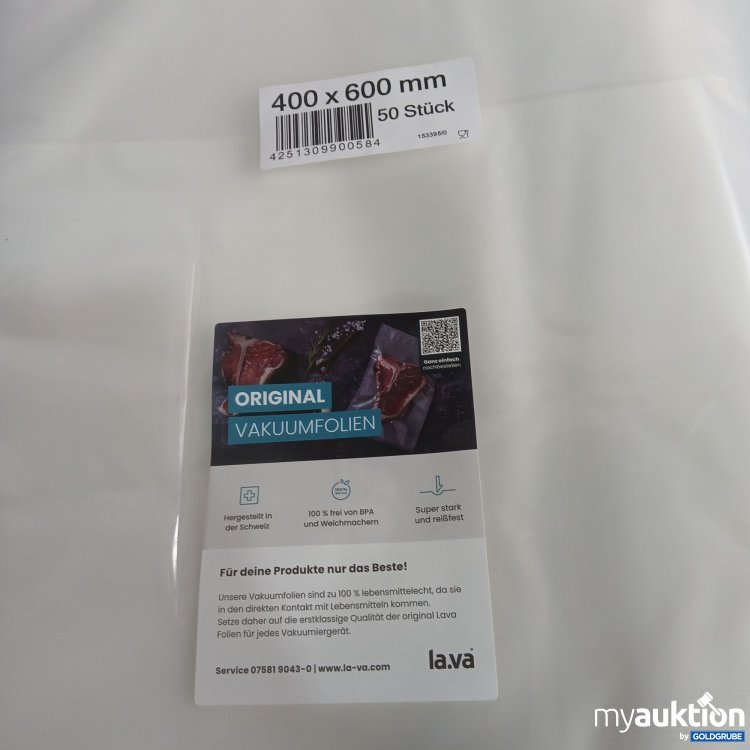 400 x 600 mm
50 Stück
4251309900584
153395/0
Ganz einfach
nachbestellen
ORIGINAL
VAKUUMFOLIEN
Hergestellt in
der Schweiz
100%
100 % frei von BPA
und Weichmachern
Super stark
und reißfest
Für deine Produkte nur das Beste!
Unsere Vakuumfolien sind zu 100 % lebensmittelecht, da sie
in den direkten Kontakt mit Lebensmitteln kommen.
Setze daher auf die erstklassige Qualität der original Lava
Folien für jedes Vakuumiergerät.
Service 07581 9043-0 | www.la-va.com
la.va
myauktion
by GOLDGRUBE